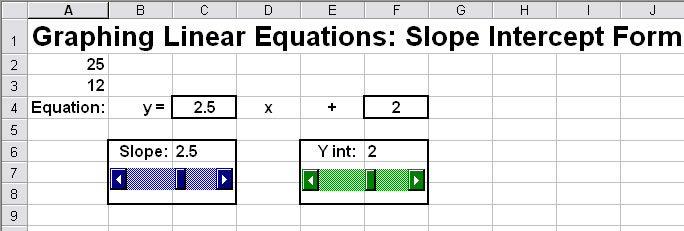 A B C D E F G H I J
1 Graphing Linear Equations: Slope Intercept Form
2 25
3 12
4 Equation: y = 2.5 x + 2
5
6 Slope: 2.5 Y int: 2
7
8
9